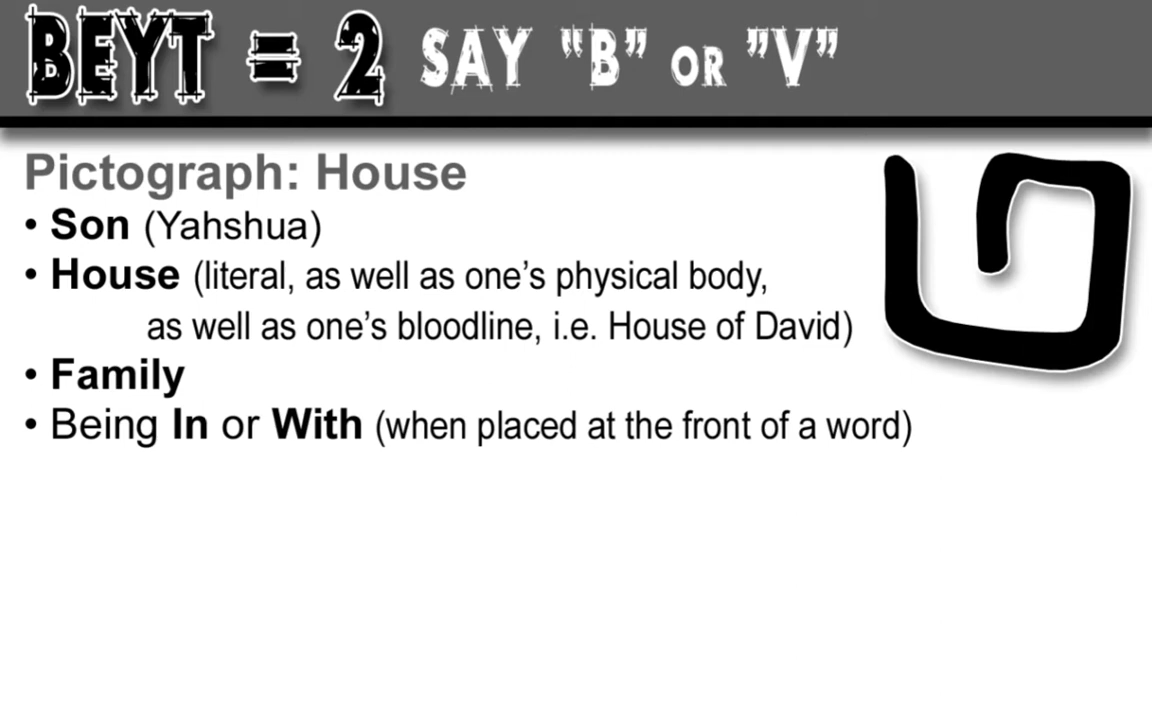 BEYT = 2 SAY "B" OR "V"
Pictograph: House
• Son (Yahshua)
• House (literal, as well as one’s physical body,
as well as one’s bloodline, i.e. House of David)
• Family
• Being In or With (when placed at the front of a word)